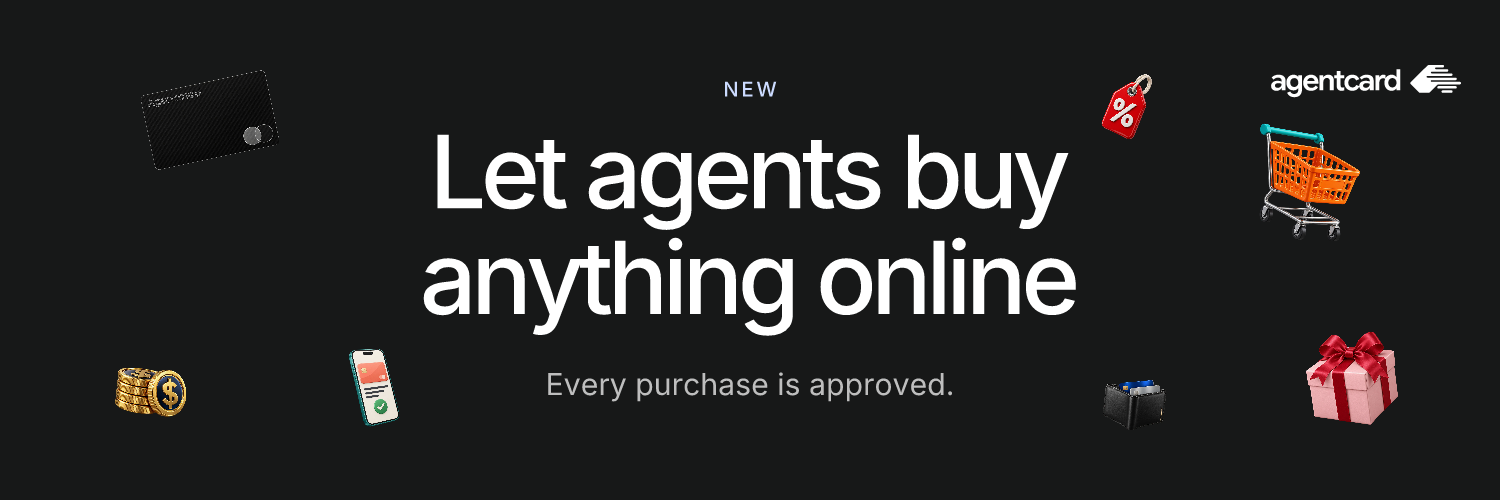 NEW
agentcard
Let agents buy
anything online
Every purchase is approved.